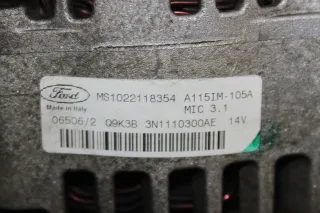 Ford
MS1022118354 A115IM-105A
Made in Italy
MIC 3.1
06506/2 Q9K3B 3N1110300AE 14V